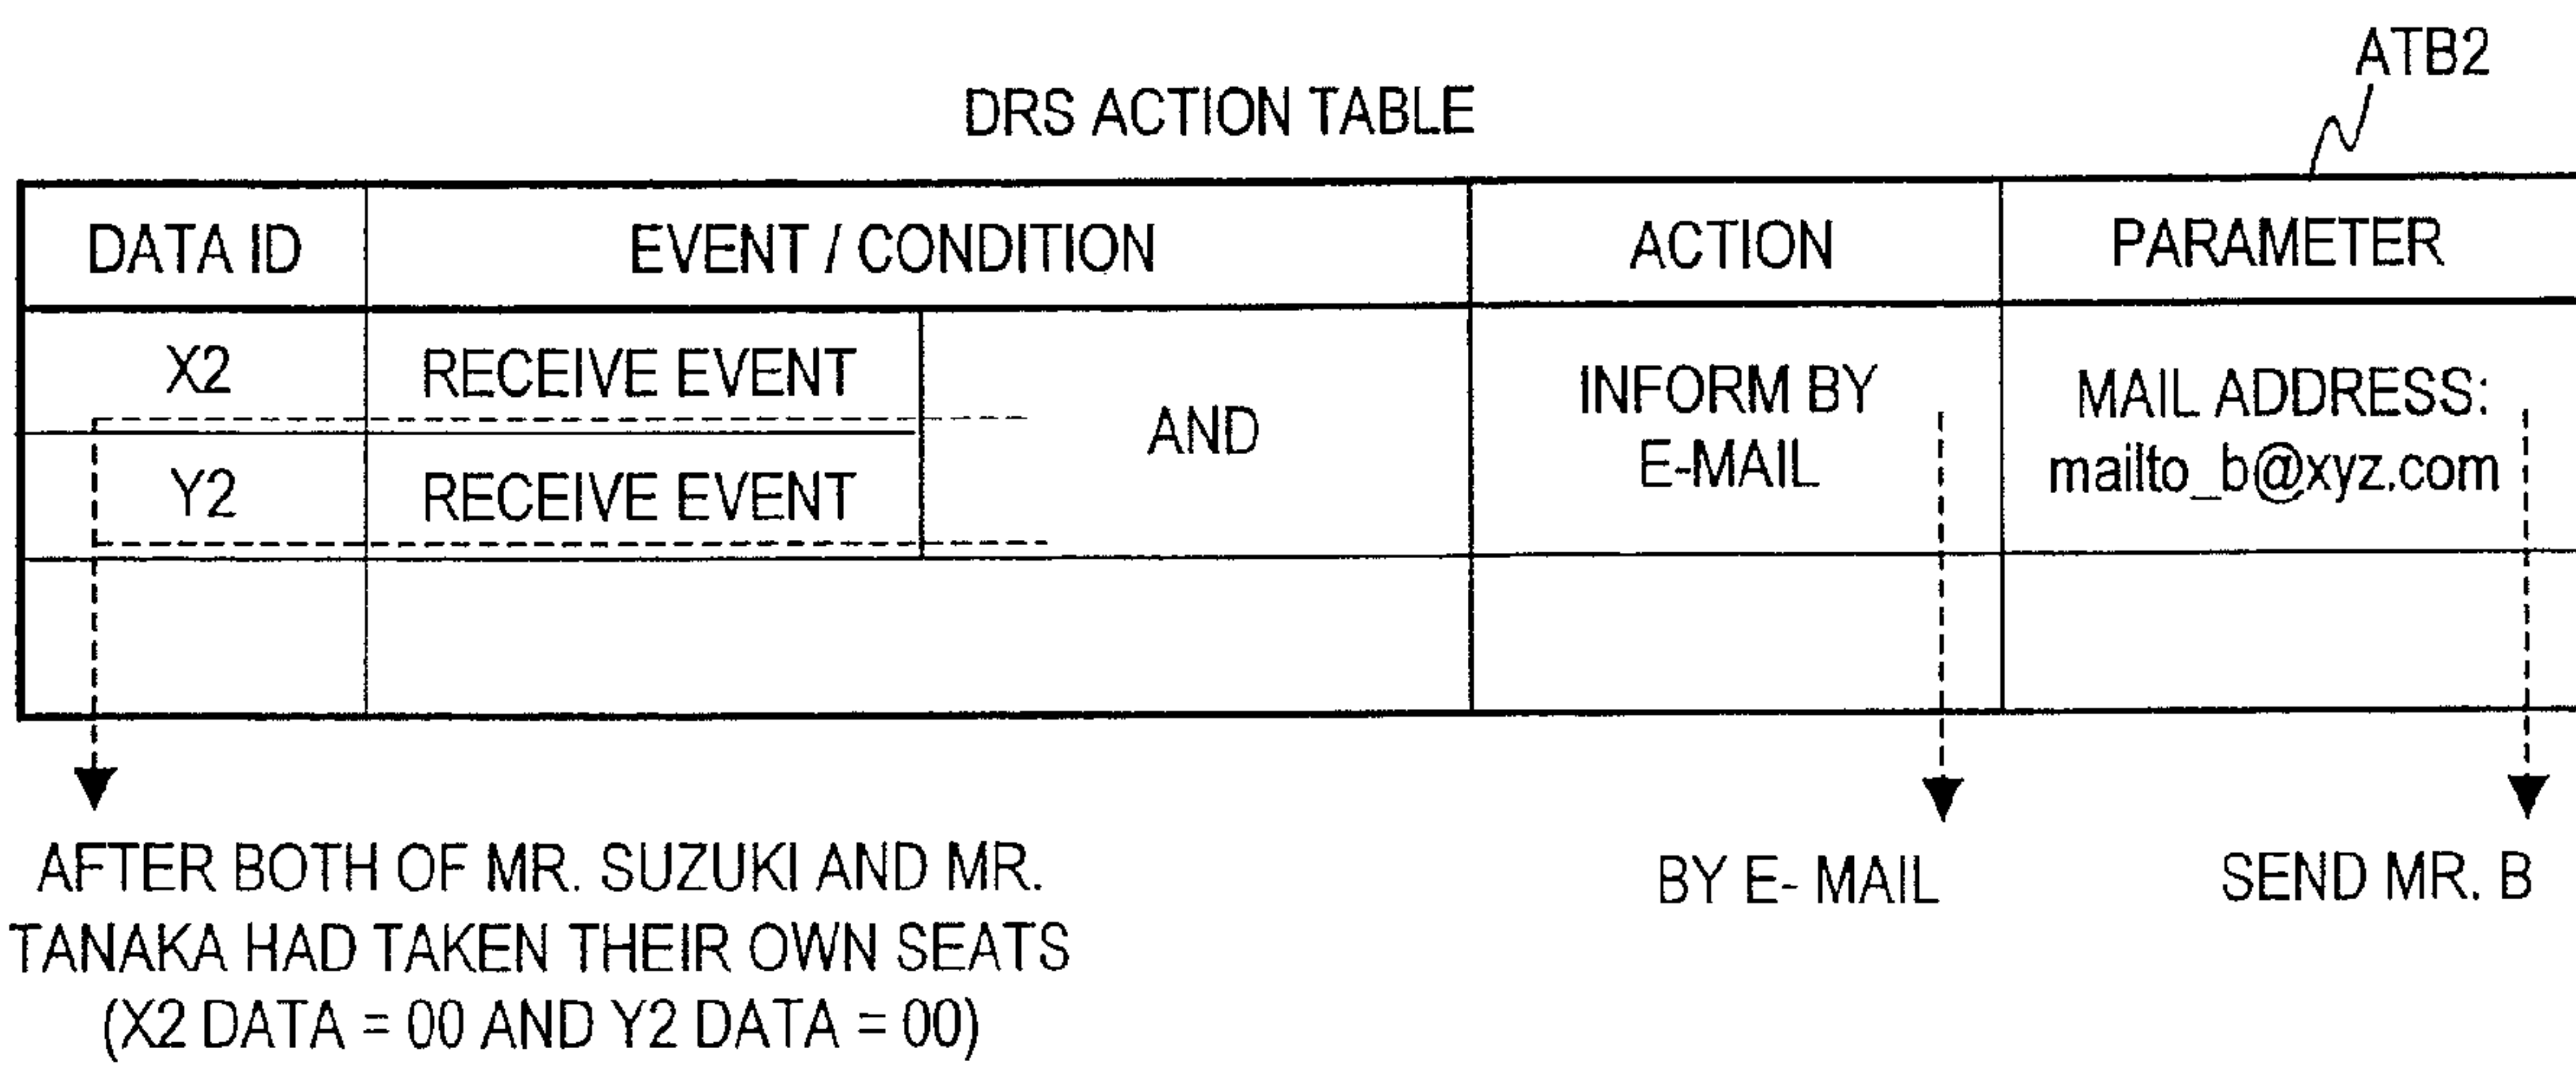 ATB2
DRS ACTION TABLE
DATA ID EVENT / CONDITION ACTION PARAMETER
X2 RECEIVE EVENT
AND
INFORM BY
E-MAIL
MAIL ADDRESS:
mailto_b@xyz.com
Y2 RECEIVE EVENT
AFTER BOTH OF MR. SUZUKI AND MR.
TANAKA HAD TAKEN THEIR OWN SEATS
(X2 DATA = 00 AND Y2 DATA = 00)
BY E- MAIL
SEND MR. B